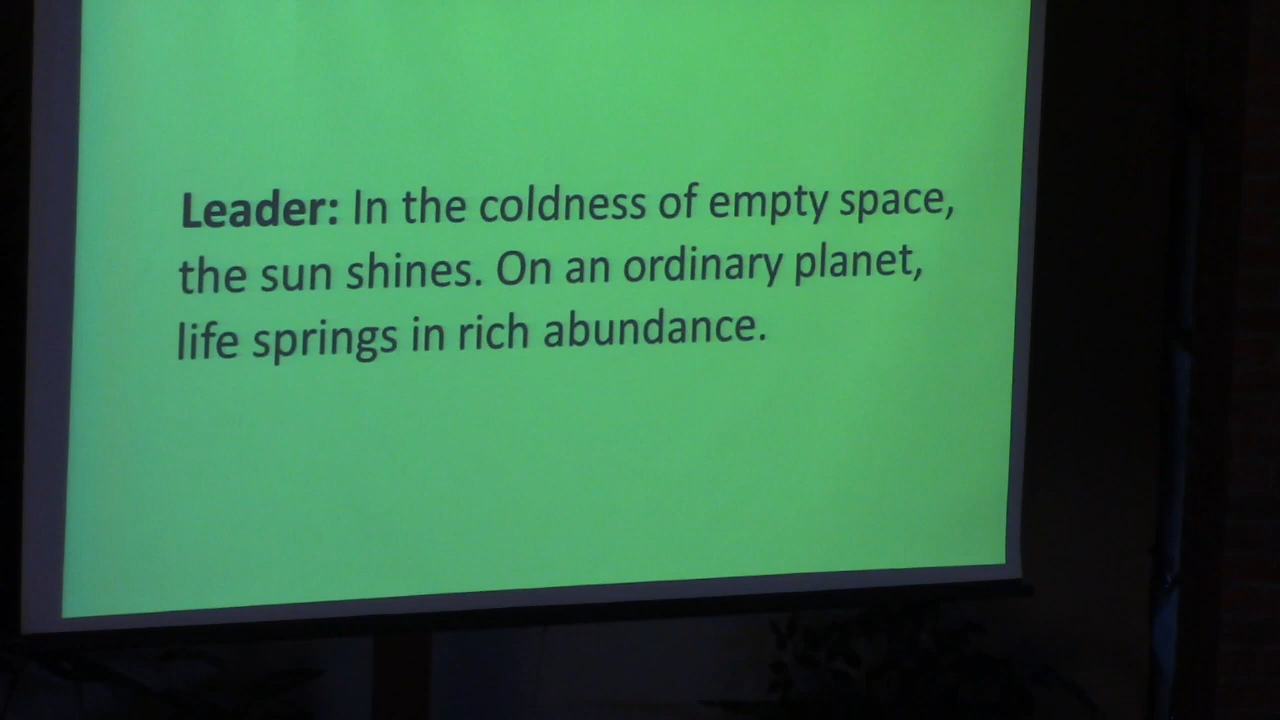 Leader: In the coldness of empty space,
the sun shines. On an ordinary planet,
life springs in rich abundance.